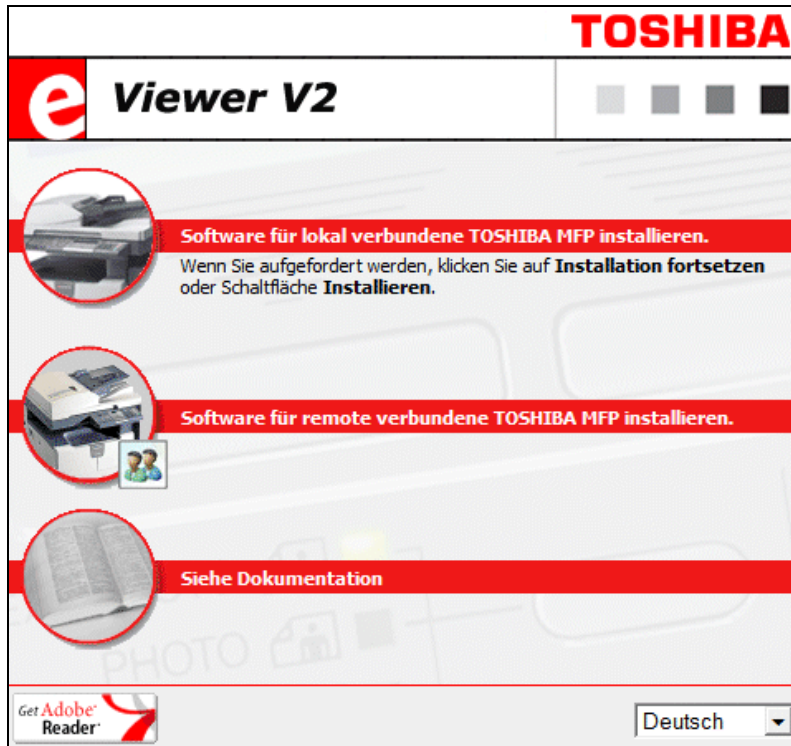 TOSHIBA
e Viewer V2
Software für lokal verbundene TOSHIBA MFP installieren.
Wenn Sie aufgefordert werden, klicken Sie auf Installation fortsetzen
oder Schaltfläche Installieren.
Software für remote verbundene TOSHIBA MFP installieren.
Siehe Dokumentation
PHOTO
Get Adobe
Reader
Deutsch